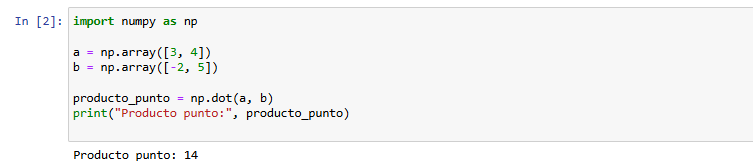 In [2]: import numpy as np
a = np.array([3, 4])
b = np.array([-2, 5])
producto_punto = np.dot(a, b)
print("Producto punto:", producto_punto)
Producto punto: 14